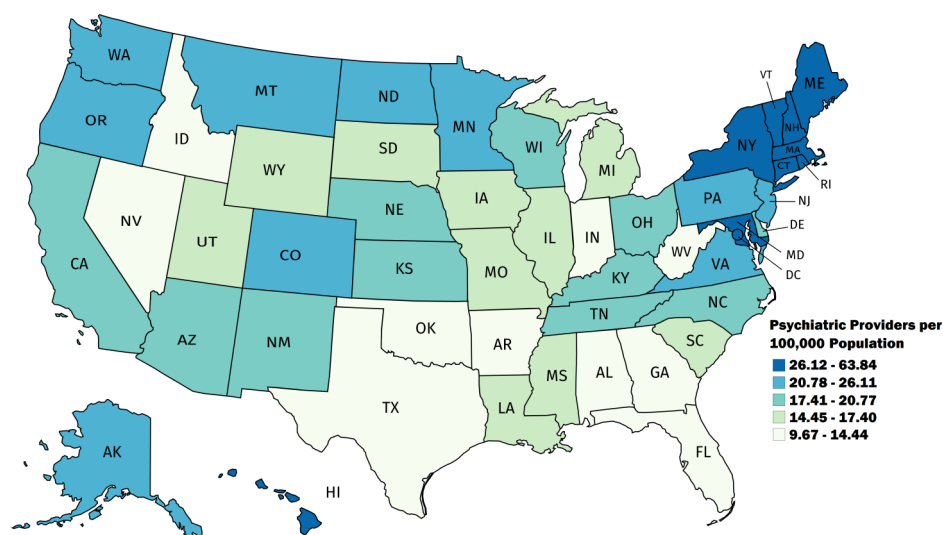 WA
MT
ND
MN
OR
ID
WY
SD
WI
MI
VT
ME
NH
NY
MA
CT
RI
NV
UT
CO
NE
IA
IL
IN
OH
PA
NJ
DE
MD
DC
CA
KS
MO
KY
WV
VA
AZ
NM
OK
AR
TN
NC
SC
TX
LA
MS
AL
GA
FL
AK
HI
Psychiatric Providers per
100,000 Population
26.12 - 63.84
20.78 - 26.11
17.41 - 20.77
14.45 - 17.40
9.67 - 14.44